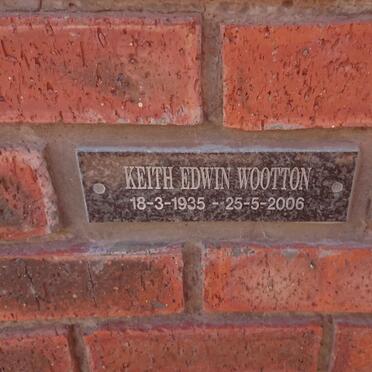 KEITH EDWIN WOOTTON
18-3-1935 - 25-5-2006